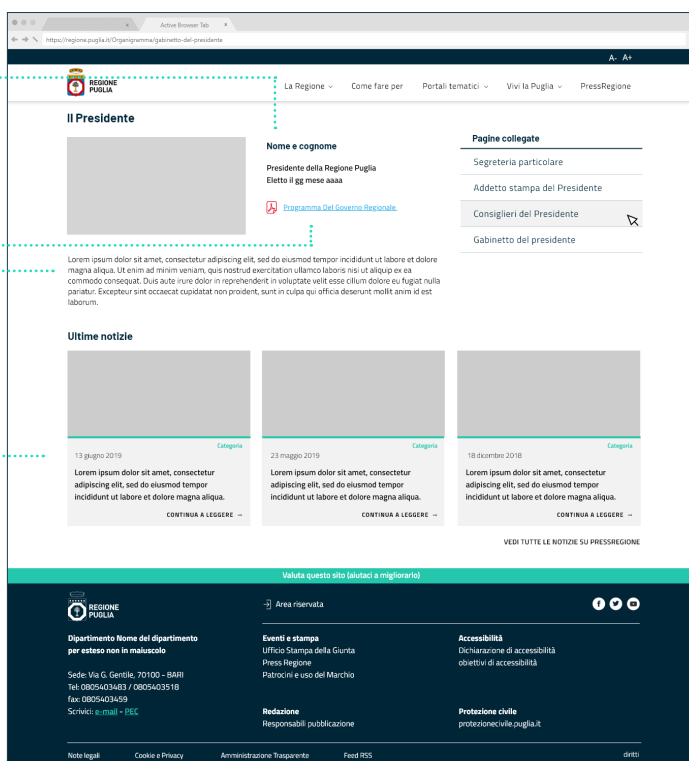 Active Browser Tab
https://regione.puglia.it/Organigramma/gabinetto-del-presidente
A- A+
REGIONE
PUGLIA
La Regione
Come fare per
Portali tematici
Vivi la Puglia
PressRegione
Il Presidente
Nome e cognome
Presidente della Regione Puglia
Eletto il gg mese aaaa
Programma Del Governo Regionale
Pagine collegate
Segreteria particolare
Addetto stampa del Presidente
Consiglieri del Presidente
Gabinetto del presidente
Lorem ipsum dolor sit amet, consectetur adipiscing elit, sed do eiusmod tempor incididunt ut labore et dolore
magna aliqua. Ut enim ad minim veniam, quis nostrud exercitation ullamco laboris nisi ut aliquip ex ea
commodo consequat. Duis aute irure dolor in reprehenderit in voluptate velit esse cillum dolore eu fugiat nulla
pariatur. Excepteur sint occaecat cupidatat non proident, sunt in culpa qui officia deserunt mollit anim id est
laborum.
Ultime notizie
Categoria
13 giugno 2019
Lorem ipsum dolor sit amet, consectetur
adipiscing elit, sed do eiusmod tempor
incididunt ut labore et dolore magna aliqua.
CONTINUA A LEGGERE →
Categoria
23 maggio 2019
Lorem ipsum dolor sit amet, consectetur
adipiscing elit, sed do eiusmod tempor
incididunt ut labore et dolore magna aliqua.
CONTINUA A LEGGERE →
Categoria
18 dicembre 2018
Lorem ipsum dolor sit amet, consectetur
adipiscing elit, sed do eiusmod tempor
incididunt ut labore et dolore magna aliqua.
CONTINUA A LEGGERE →
VEDI TUTTE LE NOTIZIE SU PRESSREGIONE
Valuta questo sito (aiutaci a migliorarlo)
REGIONE
PUGLIA
Area riservata
Dipartimento Nome del dipartimento
per esteso non in maiuscolo
Sede: Via G. Gentile, 70100 - BARI
Tel: 0805403483 / 0805403518
fax: 0805403459
Scrivici: e-mail - PEC
Eventi e stampa
Ufficio Stampa della Giunta
Press Regione
Patrocini e uso del Marchio
Redazione
Responsabili pubblicazione
Accessibilità
Dichiarazione di accessibilità
obiettivi di accessibilità
Protezione civile
protezionecivile.puglia.it
Note legali
Cookie e Privacy
Amministrazione Trasparente
Feed RSS
diritti